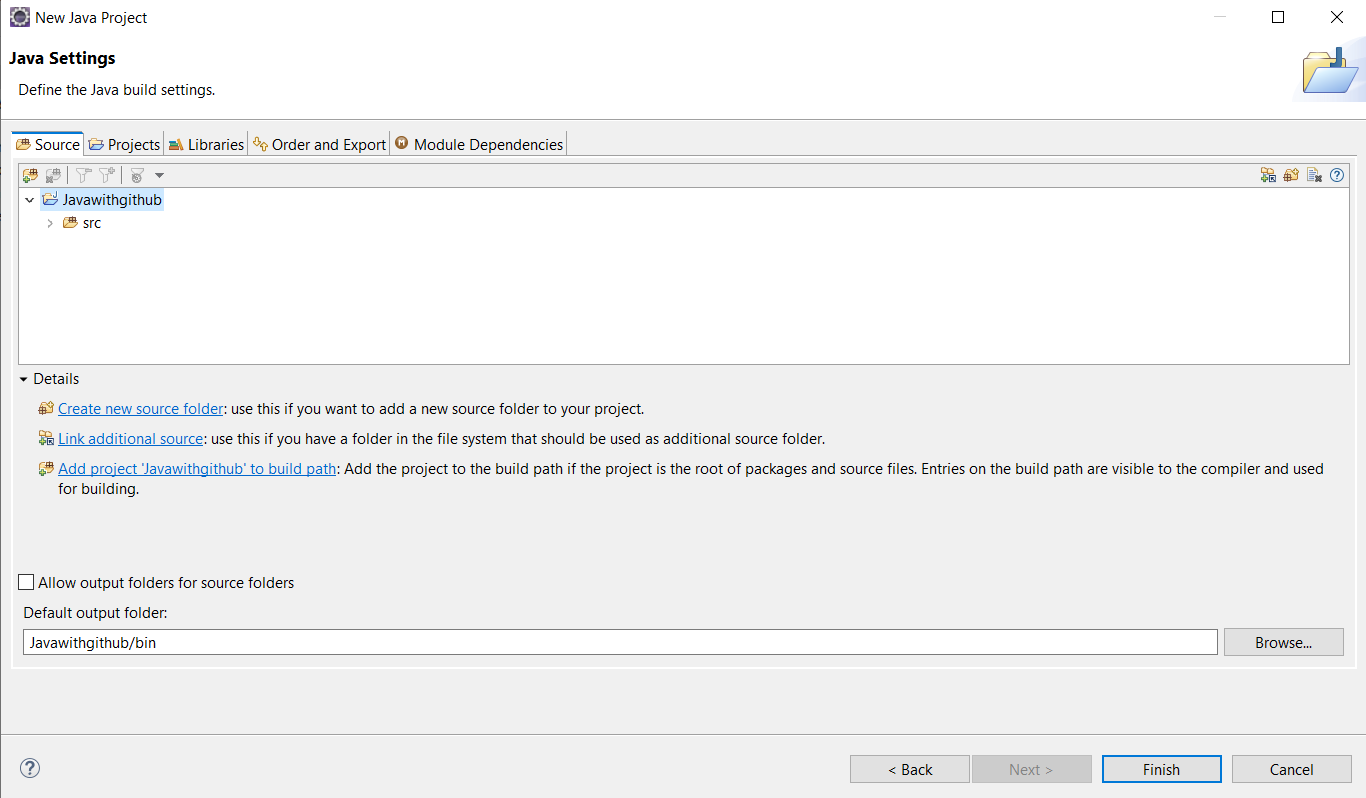 New Java Project
Java Settings
Define the Java build settings.
Source Projects Libraries Order and Export Module Dependencies
Javawithgithub
src
Details
Create new source folder: use this if you want to add a new source folder to your project.
Link additional source: use this if you have a folder in the file system that should be used as additional source folder.
Add project 'Javawithgithub' to build path: Add the project to the build path if the project is the root of packages and source files. Entries on the build path are visible to the compiler and used
for building.
Allow output folders for source folders
Default output folder:
Javawithgithub/bin Browse...
< Back Next > Finish Cancel